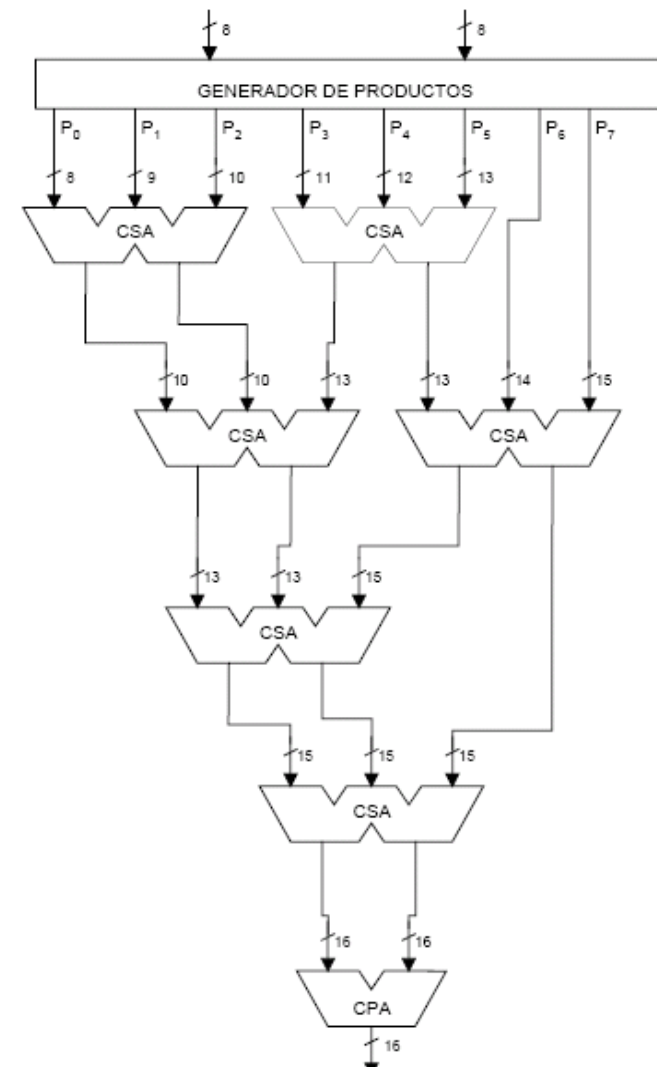 8 8
GENERADOR DE PRODUCTOS
P0 P1 P2 P3 P4 P5 P6 P7
8 9 10 11 12 13
CSA CSA
10 10 13 13 14 15
CSA CSA
13 13 15
CSA
15 15 15
CSA
16 16
CPA
16